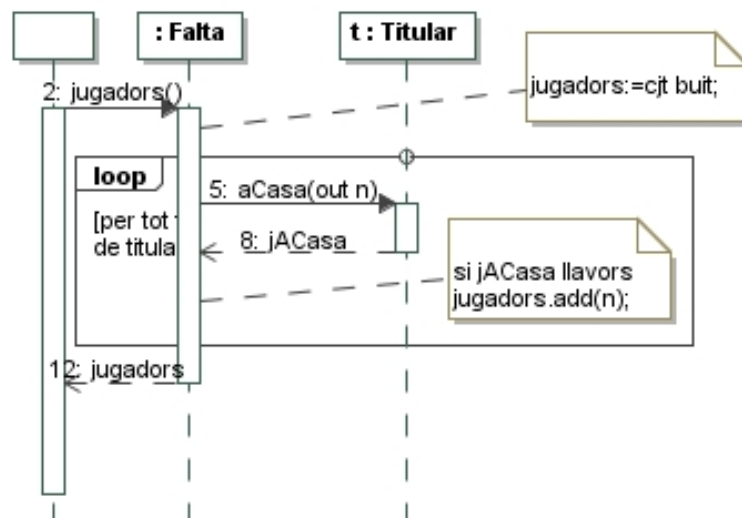 : Falta
t : Titular
jugadors:=cjt buit;
2: jugadors()
loop
5: aCasa(out n)
[per tot
de titula
8: jACasa
si jACasa llavors
jugadors.add(n);
12: jugadors